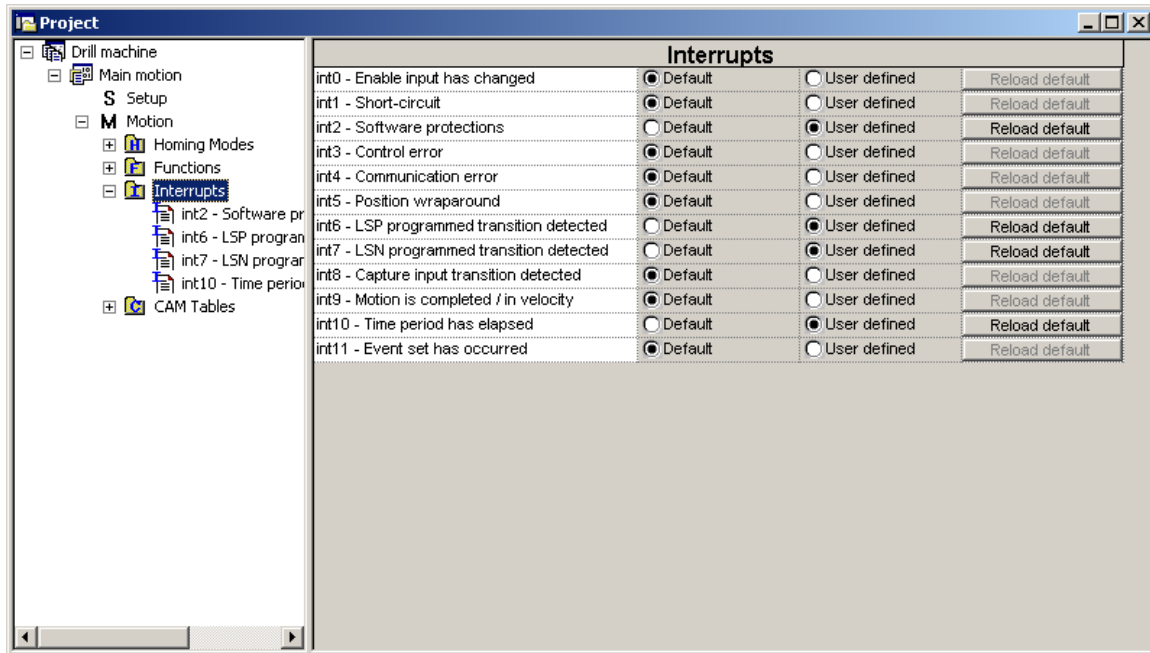 Project
Drill machine
Main motion
S Setup
M Motion
H Homing Modes
F Functions
I Interrupts
int2 - Software pr
int6 - LSP program
int7 - LSN program
int10 - Time perio
C CAM Tables
Interrupts
int0 - Enable input has changed Default User defined Reload default
int1 - Short-circuit Default User defined Reload default
int2 - Software protections Default User defined Reload default
int3 - Control error Default User defined Reload default
int4 - Communication error Default User defined Reload default
int5 - Position wraparound Default User defined Reload default
int6 - LSP programmed transition detected Default User defined Reload default
int7 - LSN programmed transition detected Default User defined Reload default
int8 - Capture input transition detected Default User defined Reload default
int9 - Motion is completed / in velocity Default User defined Reload default
int10 - Time period has elapsed Default User defined Reload default
int11 - Event set has occurred Default User defined Reload default